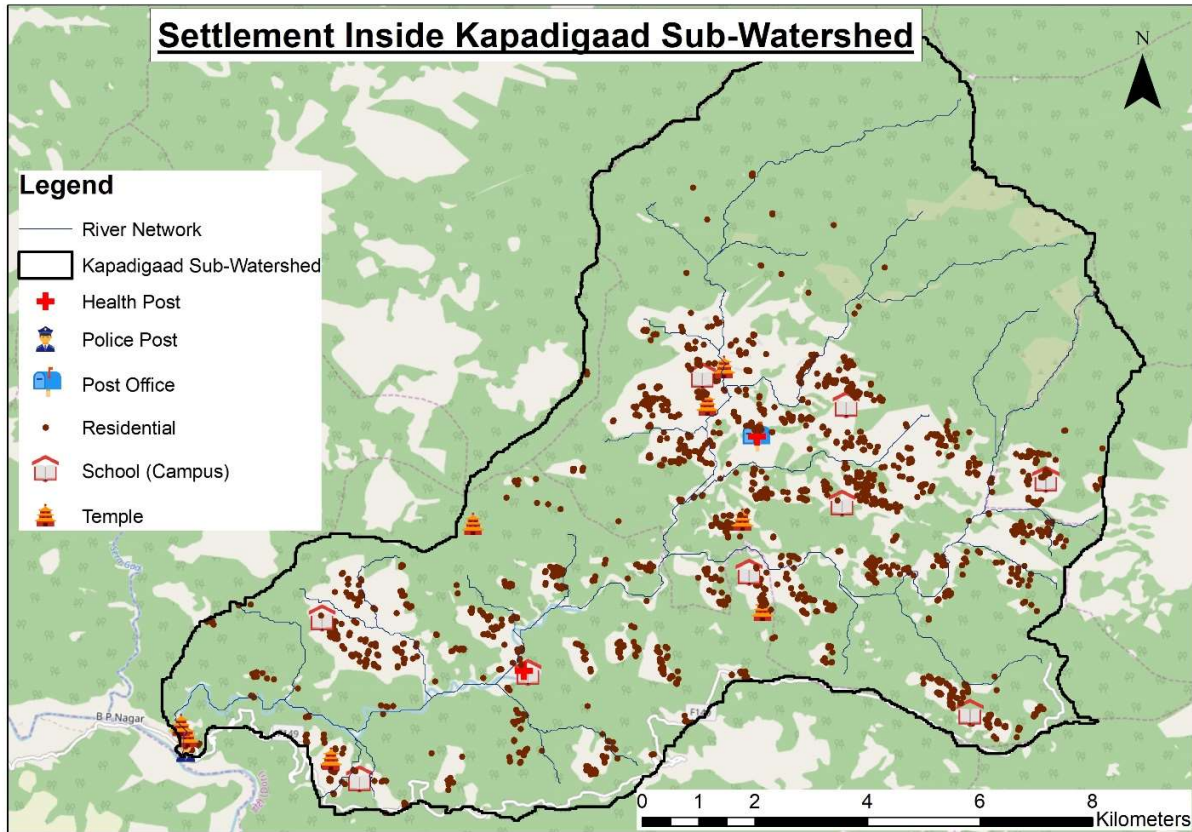 Settlement Inside Kapadigaad Sub-Watershed
N
Legend
River Network
Kapadigaad Sub-Watershed
Health Post
Police Post
Post Office
Residential
School (Campus)
Temple
B P Nagar
0 1 2 4 6 8
Kilometers